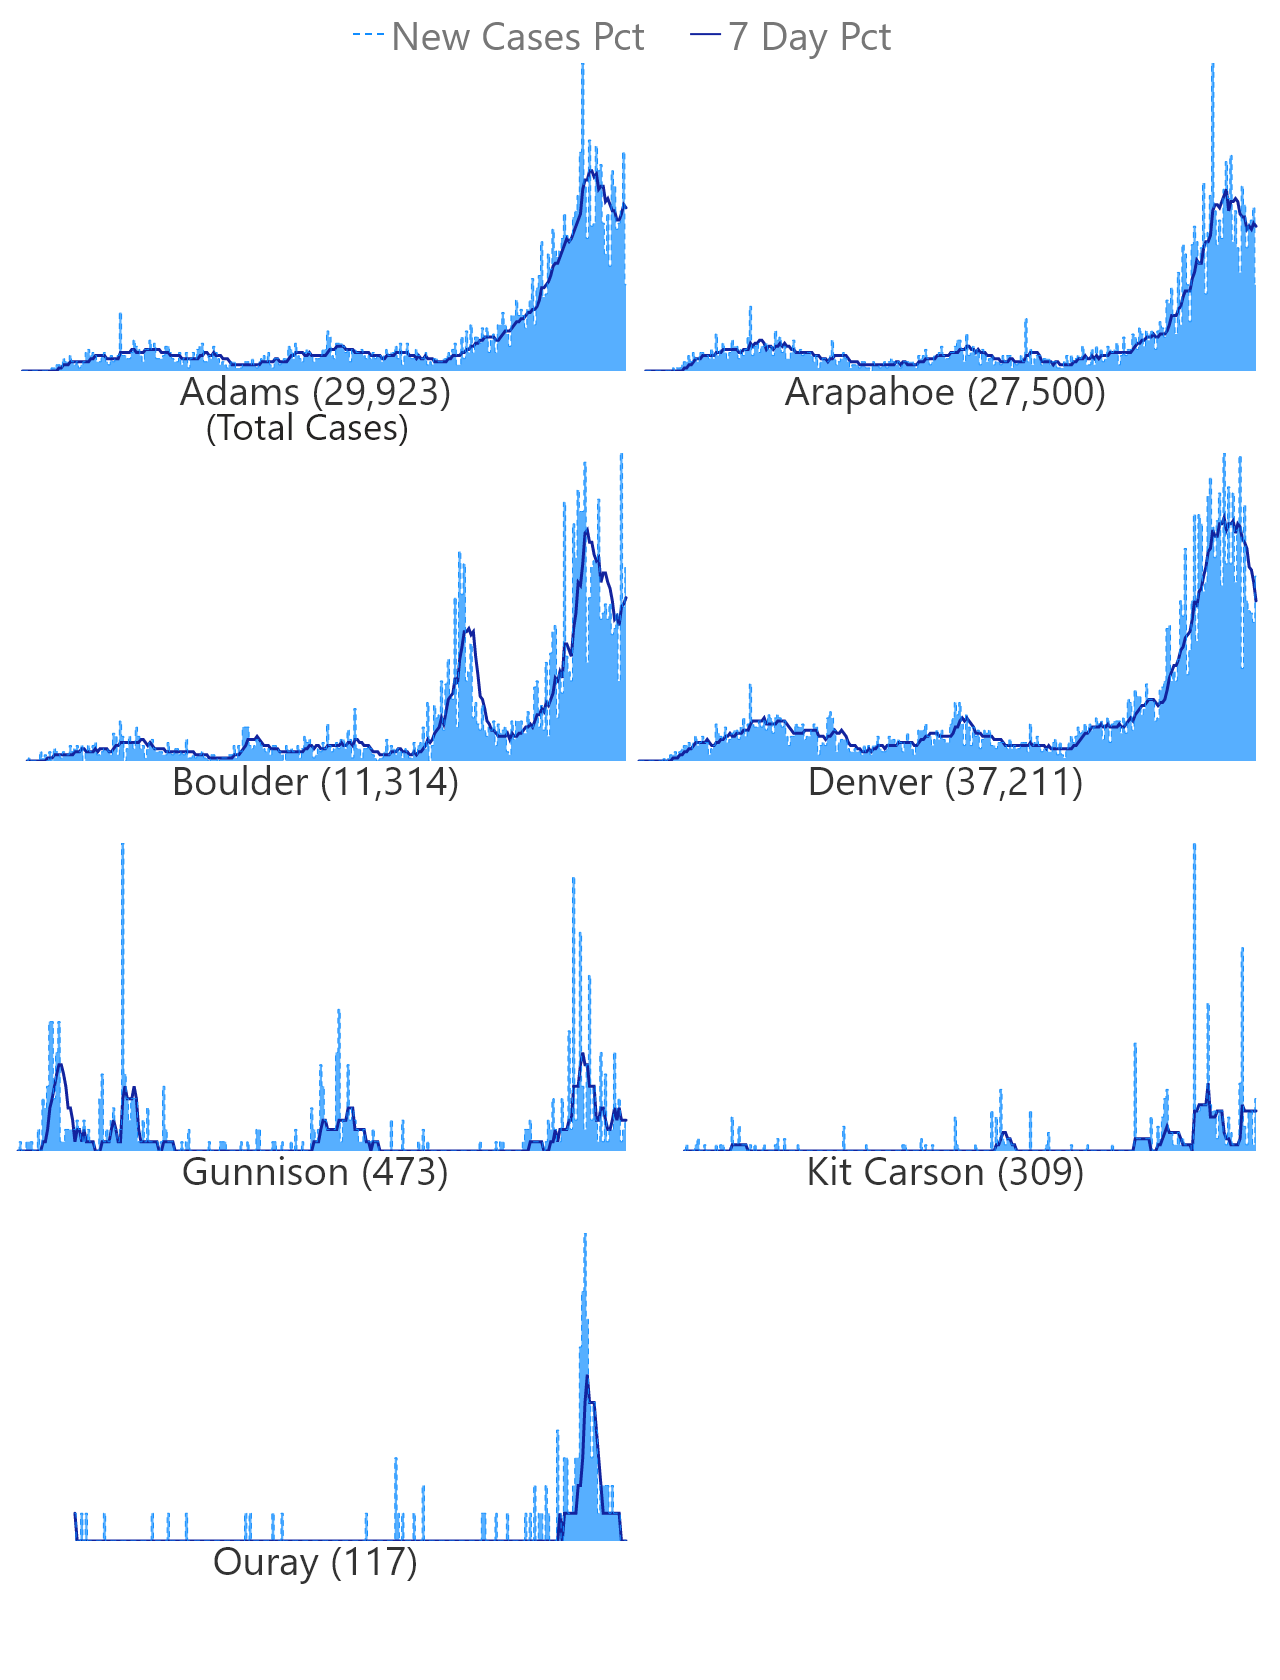 New Cases Pct 7 Day Pct
Adams (29,923)
(Total Cases)
Arapahoe (27,500)
Boulder (11,314)
Denver (37,211)
Gunnison (473)
Kit Carson (309)
Ouray (117)